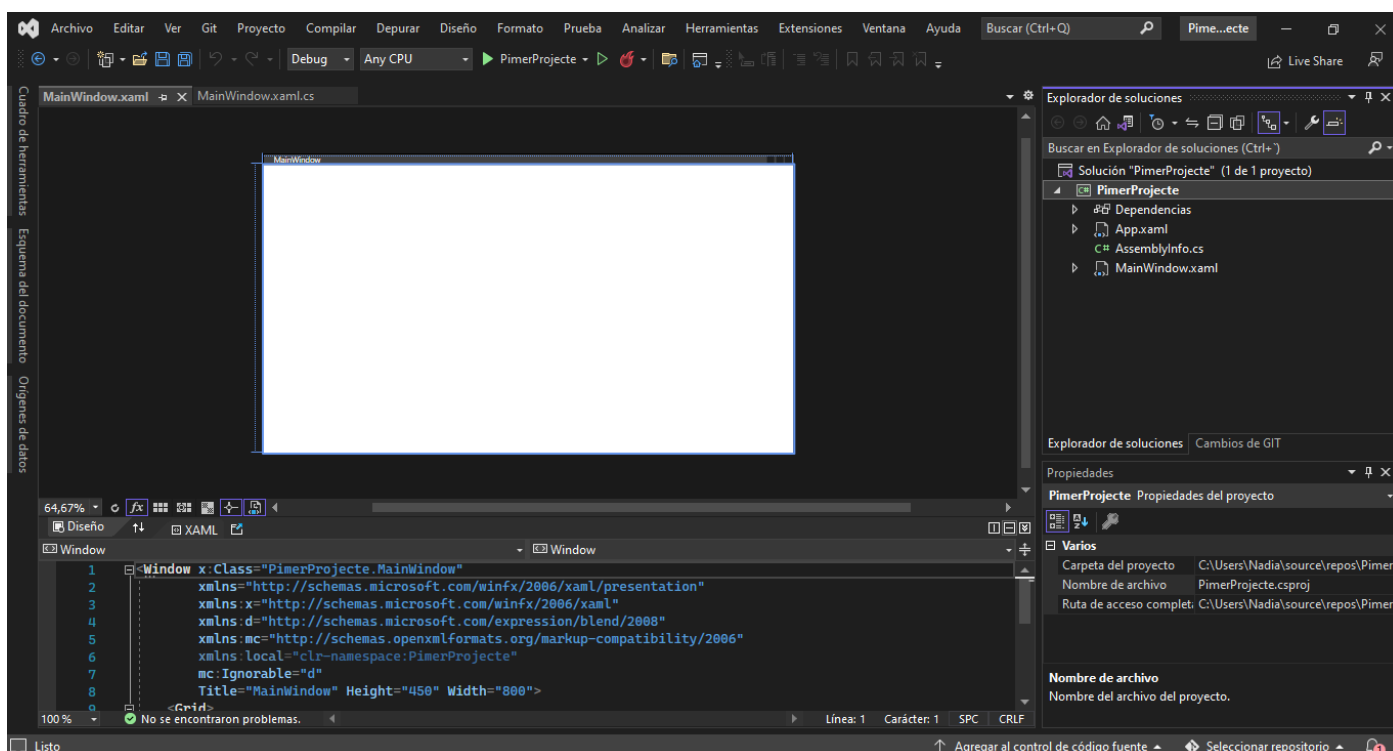 Archivo Editar Ver Git Proyecto Compilar Depurar Diseño Formato Prueba Analizar Herramientas Extensiones Ventana Ayuda Buscar (Ctrl+Q) Pime...ecte
Debug Any CPU PimerProjecte Live Share
Cuadro de herramientas
Esquema del documento
Orígenes de datos
MainWindow.xaml MainWindow.xaml.cs
MainWindow
64,67%
Diseño XAML
Window Window
1 <Window x:Class="PimerProjecte.MainWindow"
2 xmlns="http://schemas.microsoft.com/winfx/2006/xaml/presentation"
3 xmlns:x="http://schemas.microsoft.com/winfx/2006/xaml"
4 xmlns:d="http://schemas.microsoft.com/expression/blend/2008"
5 xmlns:mc="http://schemas.openxmlformats.org/markup-compatibility/2006"
6 xmlns:local="clr-namespace:PimerProjecte"
7 mc:Ignorable="d"
8 Title="MainWindow" Height="450" Width="800">
9 <Grid>
100 % No se encontraron problemas. Línea: 1 Carácter: 1 SPC CRLF
Explorador de soluciones
Buscar en Explorador de soluciones (Ctrl+`)
Solución "PimerProjecte" (1 de 1 proyecto)
C# PimerProjecte
Dependencias
App.xaml
C# AssemblyInfo.cs
MainWindow.xaml
Explorador de soluciones Cambios de GIT
Propiedades
PimerProjecte Propiedades del proyecto
Varios
Carpeta del proyecto C:\Users\Nadia\source\repos\Pimer
Nombre de archivo PimerProjecte.csproj
Ruta de acceso complet: C:\Users\Nadia\source\repos\Pimer
Nombre de archivo
Nombre del archivo del proyecto.
Listo Agregar al control de código fuente Seleccionar repositorio 1